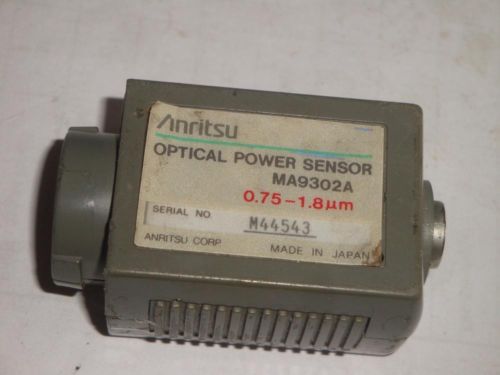 Anritsu
OPTICAL POWER SENSOR
MA9302A
0.75-1.8μm
SERIAL NO M44543
ANRITSU CORP MADE IN JAPAN